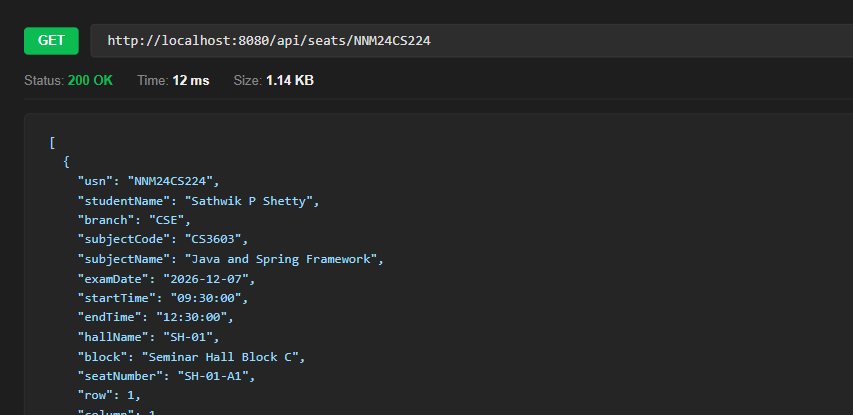 GET http://localhost:8080/api/seats/NNM24CS224
Status: 200 OK Time: 12 ms Size: 1.14 KB
[
{
"usn": "NNM24CS224",
"studentName": "Sathwik P Shetty",
"branch": "CSE",
"subjectCode": "CS3603",
"subjectName": "Java and Spring Framework",
"examDate": "2026-12-07",
"startTime": "09:30:00",
"endTime": "12:30:00",
"hallName": "SH-01",
"block": "Seminar Hall Block C",
"seatNumber": "SH-01-A1",
"row": 1,
"column": 1,